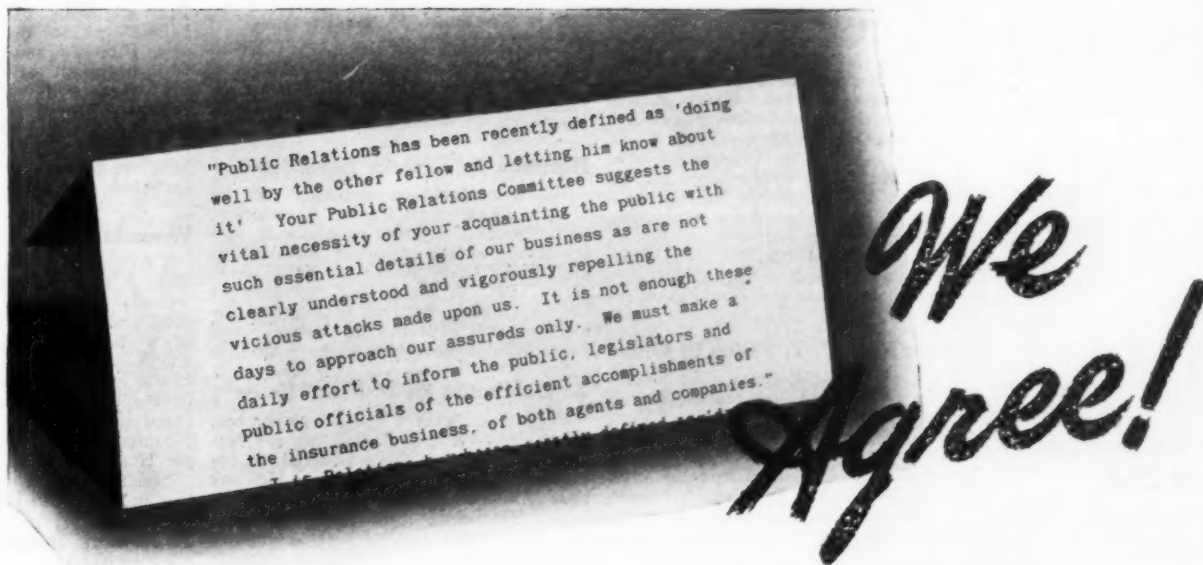 "Public Relations has been recently defined as 'doing
well by the other fellow and letting him know about
it'  Your Public Relations Committee suggests the
vital necessity of your acquainting the public with
such essential details of our business as are not
clearly understood and vigorously repelling the
vicious attacks made upon us. It is not enough these
days to approach our assureds only. We must make a
daily effort to inform the public, legislators and
public officials of the efficient accomplishments of
the insurance business, of both agents and companies."
We
Agree!